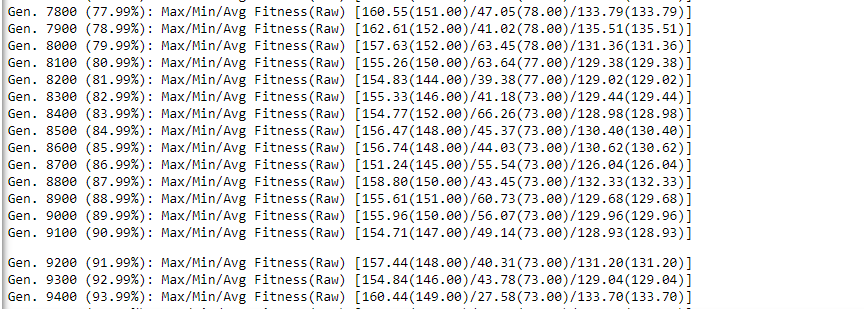 Gen. 7800 (77.99%): Max/Min/Avg Fitness(Raw) [160.55(151.00)/47.05(78.00)/133.79(133.79)]
Gen. 7900 (78.99%): Max/Min/Avg Fitness(Raw) [162.61(152.00)/41.02(78.00)/135.51(135.51)]
Gen. 8000 (79.99%): Max/Min/Avg Fitness(Raw) [157.63(152.00)/63.45(78.00)/131.36(131.36)]
Gen. 8100 (80.99%): Max/Min/Avg Fitness(Raw) [155.26(150.00)/63.64(77.00)/129.38(129.38)]
Gen. 8200 (81.99%): Max/Min/Avg Fitness(Raw) [154.83(144.00)/39.38(77.00)/129.02(129.02)]
Gen. 8300 (82.99%): Max/Min/Avg Fitness(Raw) [155.33(146.00)/41.18(73.00)/129.44(129.44)]
Gen. 8400 (83.99%): Max/Min/Avg Fitness(Raw) [154.77(152.00)/66.26(73.00)/128.98(128.98)]
Gen. 8500 (84.99%): Max/Min/Avg Fitness(Raw) [156.47(148.00)/45.37(73.00)/130.40(130.40)]
Gen. 8600 (85.99%): Max/Min/Avg Fitness(Raw) [156.74(148.00)/44.03(73.00)/130.62(130.62)]
Gen. 8700 (86.99%): Max/Min/Avg Fitness(Raw) [151.24(145.00)/55.54(73.00)/126.04(126.04)]
Gen. 8800 (87.99%): Max/Min/Avg Fitness(Raw) [158.80(150.00)/43.45(73.00)/132.33(132.33)]
Gen. 8900 (88.99%): Max/Min/Avg Fitness(Raw) [155.61(151.00)/60.73(73.00)/129.68(129.68)]
Gen. 9000 (89.99%): Max/Min/Avg Fitness(Raw) [155.96(150.00)/56.07(73.00)/129.96(129.96)]
Gen. 9100 (90.99%): Max/Min/Avg Fitness(Raw) [154.71(147.00)/49.14(73.00)/128.93(128.93)]
Gen. 9200 (91.99%): Max/Min/Avg Fitness(Raw) [157.44(148.00)/40.31(73.00)/131.20(131.20)]
Gen. 9300 (92.99%): Max/Min/Avg Fitness(Raw) [154.84(146.00)/43.78(73.00)/129.04(129.04)]
Gen. 9400 (93.99%): Max/Min/Avg Fitness(Raw) [160.44(149.00)/27.58(73.00)/133.70(133.70)]